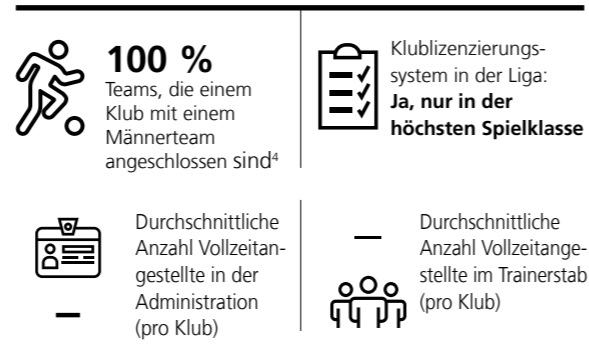 100 %
Teams, die einem
Klub mit einem
Männerteam
angeschlossen sind⁴
Klublizenzierungs-
system in der Liga:
Ja, nur in der
höchsten Spielklasse
–
Durchschnittliche
Anzahl Vollzeitan-
gestellte in der
Administration
(pro Klub)
–
Durchschnittliche
Anzahl Vollzeitange-
stellte im Trainerstab
(pro Klub)